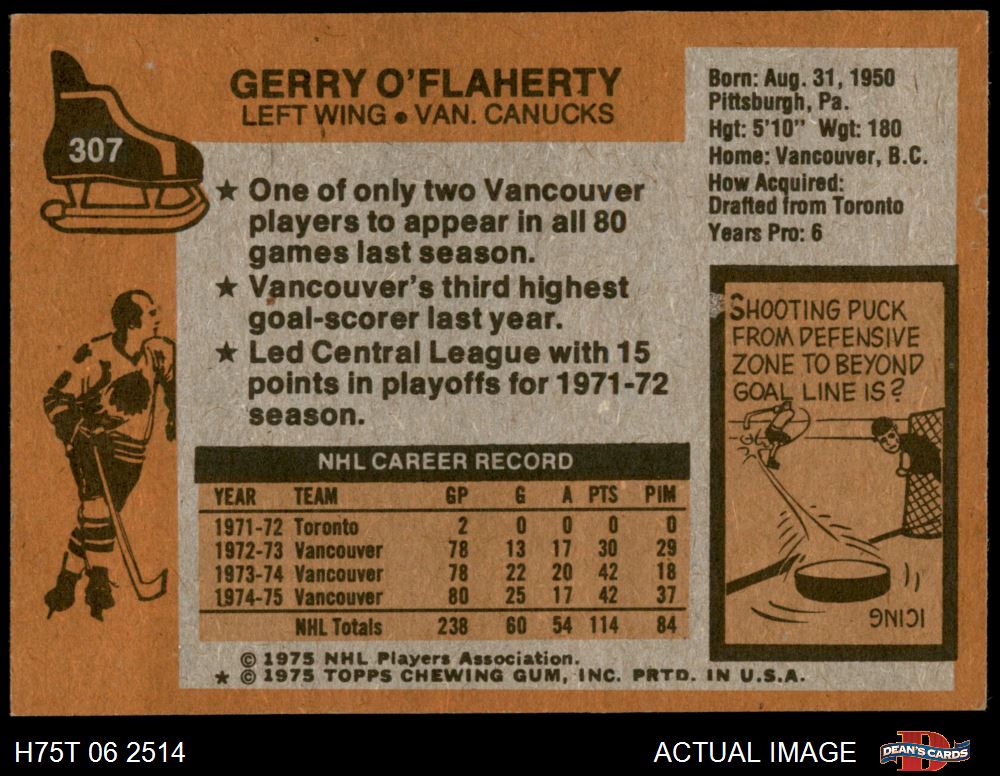 307
GERRY O'FLAHERTY
LEFT WING • VAN. CANUCKS
★ One of only two Vancouver
players to appear in all 80
games last season.
★ Vancouver's third highest
goal-scorer last year.
★ Led Central League with 15
points in playoffs for 1971-72
season.
Born: Aug. 31, 1950
Pittsburgh, Pa.
Hgt: 5'10" Wgt: 180
Home: Vancouver, B.C.
How Acquired:
Drafted from Toronto
Years Pro: 6
SHOOTING PUCK
FROM DEFENSIVE
ZONE TO BEYOND
GOAL LINE IS?
ICING
NHL CAREER RECORD
YEAR TEAM GP G A PTS PIM
1971-72 Toronto 2 0 0 0 0
1972-73 Vancouver 78 13 17 30 29
1973-74 Vancouver 78 22 20 42 18
1974-75 Vancouver 80 25 17 42 37
NHL Totals 238 60 54 114 84
© 1975 NHL Players Association.
★ © 1975 TOPPS CHEWING GUM, INC. PRTD. IN U.S.A.
H75T 06 2514
ACTUAL IMAGE
D
DEAN'S CARDS